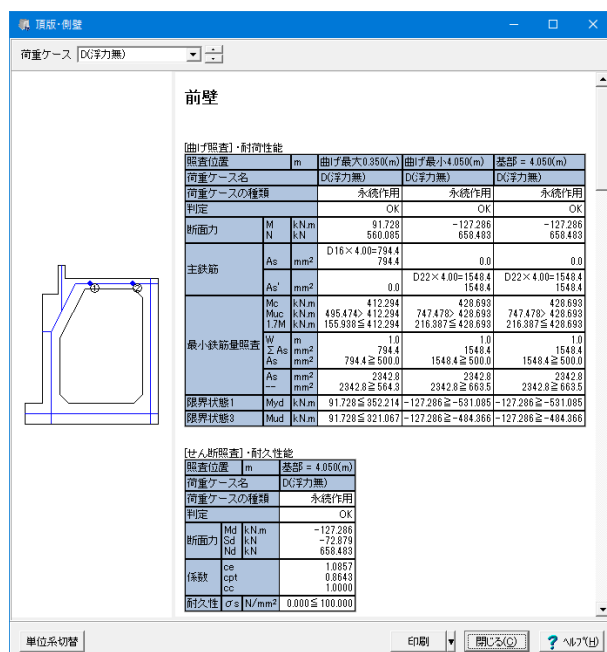 頂版・側壁
荷重ケース D(浮力無)
前壁
[曲げ照査]・耐荷性能
照査位置 m 曲げ最大0.350(m) 曲げ最小4.050(m) 基部 = 4.050(m)
荷重ケース名 D(浮力無) D(浮力無) D(浮力無)
荷重ケースの種類 永続作用 永続作用 永続作用
判定 OK OK OK
断面力 M kN.m 91.728 -127.286 -127.286
N kN 560.085 658.483 658.483
主鉄筋 As mm² D16×4.00=794.4
794.4 0.0 0.0
As' mm² 0.0 D22×4.00=1548.4 D22×4.00=1548.4
1548.4 1548.4
最小鉄筋量照査 Mc kN.m 412.294 428.693 428.693
Muc kN.m 495.474> 412.294 747.478> 428.693 747.478> 428.693
1.7M kN.m 155.938≦412.294 216.387≦428.693 216.387≦428.693
W m 1.0 1.0 1.0
ΣAs mm² 794.4 1548.4 1548.4
As mm² 794.4≧500.0 1548.4≧500.0 1548.4≧500.0
As mm² 2342.8 2342.8 2342.8
-- mm² 2342.8≧564.3 2342.8≧663.5 2342.8≧663.5
限界状態1 Myd kN.m 91.728≦352.214 -127.286≧-531.085 -127.286≧-531.085
限界状態3 Mud kN.m 91.728≦321.067 -127.286≧-484.366 -127.286≧-484.366
[せん断照査]・耐久性能
照査位置 m 基部 = 4.050(m)
荷重ケース名 D(浮力無)
荷重ケースの種類 永続作用
判定 OK
断面力 Md kN.m -127.286
Sd kN -72.879
Nd kN 658.483
係数 ce 1.0857
cpt 0.8643
cc 1.0000
耐久性 σs N/mm² 0.000≦100.000
① ②
単位系切替 印刷 閉じる(C) ? ヘルプ(H)